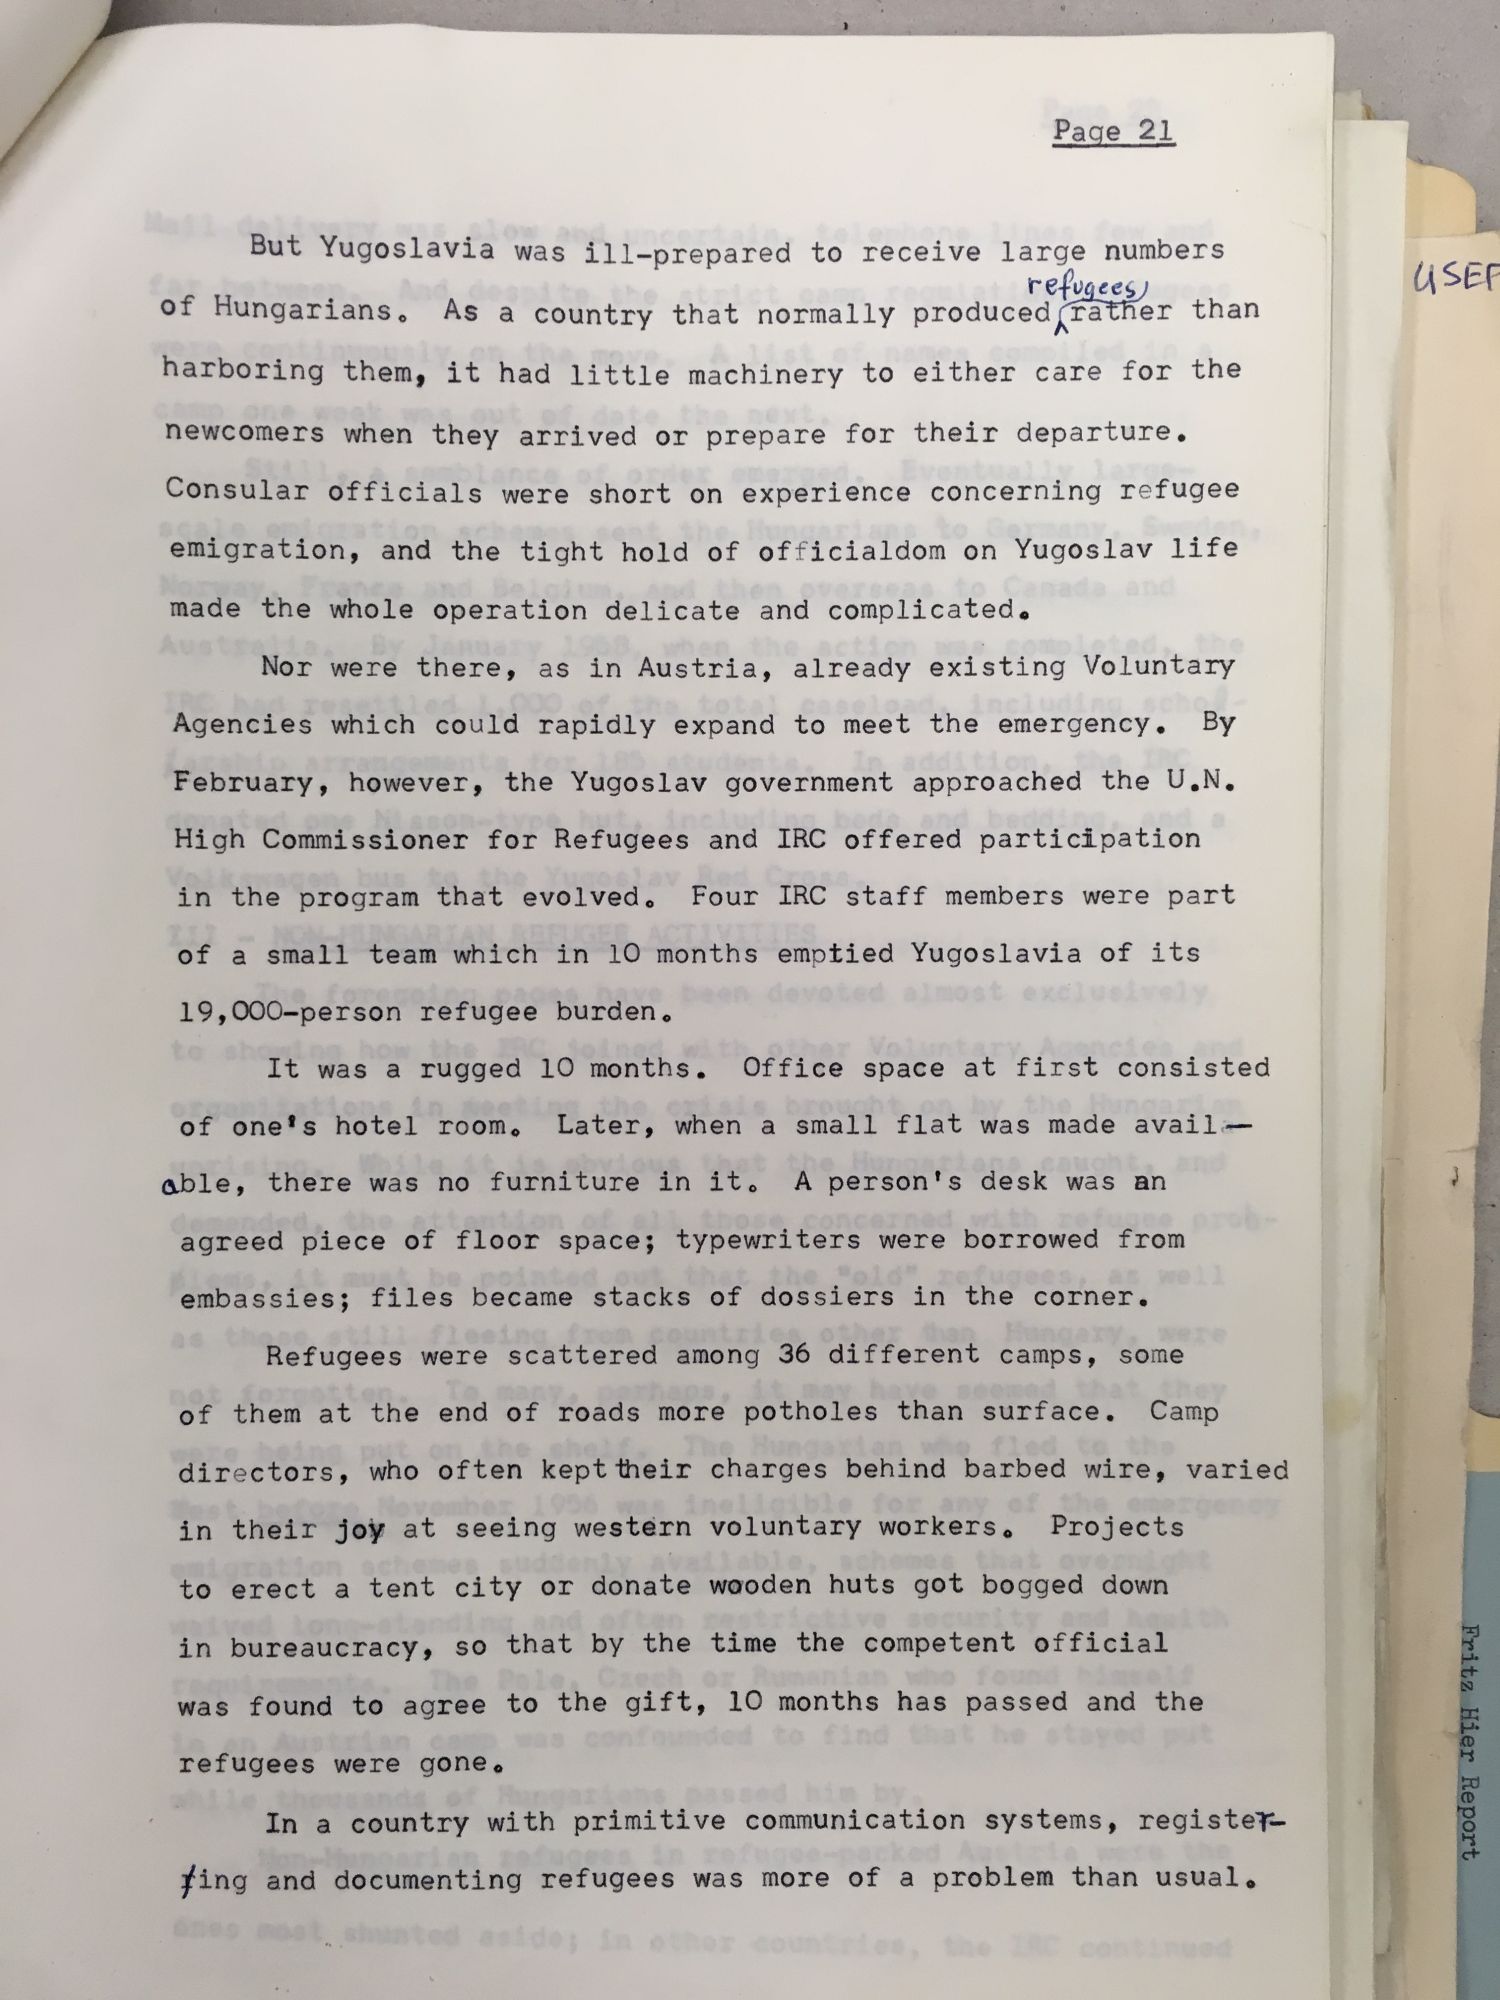 Page 21
But Yugoslavia was ill-prepared to receive large numbers
refugees
of Hungarians. As a country that normally produced rather than
harboring them, it had little machinery to either care for the
newcomers when they arrived or prepare for their departure.
Consular officials were short on experience concerning refugee
emigration, and the tight hold of officialdom on Yugoslav life
made the whole operation delicate and complicated.
Nor were there, as in Austria, already existing Voluntary
Agencies which could rapidly expand to meet the emergency. By
February, however, the Yugoslav government approached the U.N.
High Commissioner for Refugees and IRC offered participation
in the program that evolved. Four IRC staff members were part
of a small team which in 10 months emptied Yugoslavia of its
19,000-person refugee burden.
It was a rugged 10 months. Office space at first consisted
of one's hotel room. Later, when a small flat was made avail-
able, there was no furniture in it. A person's desk was an
agreed piece of floor space; typewriters were borrowed from
embassies; files became stacks of dossiers in the corner.
Refugees were scattered among 36 different camps, some
of them at the end of roads more potholes than surface. Camp
directors, who often kept their charges behind barbed wire, varied
in their joy at seeing western voluntary workers. Projects
to erect a tent city or donate wooden huts got bogged down
in bureaucracy, so that by the time the competent official
was found to agree to the gift, 10 months has passed and the
refugees were gone.
In a country with primitive communication systems, register-
ing and documenting refugees was more of a problem than usual.
USEF
Fritz Hier Report